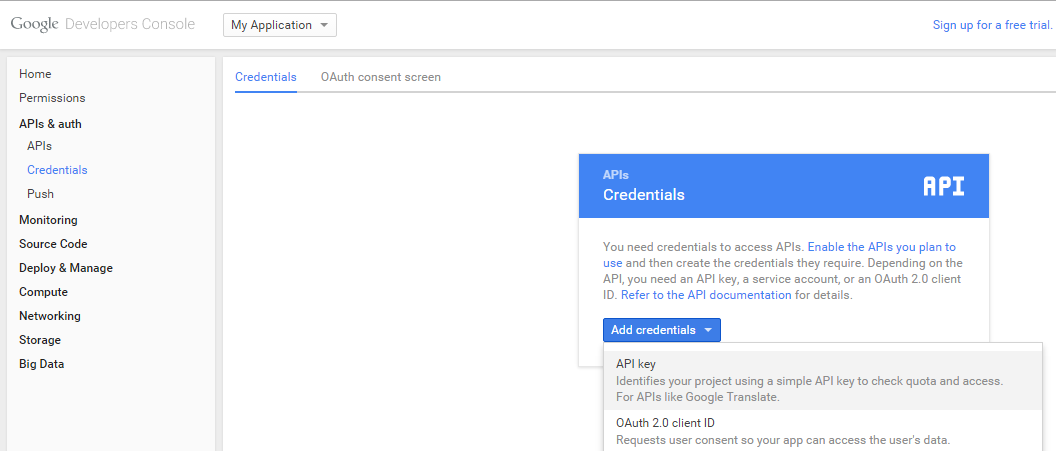 Google Developers Console
My Application
Sign up for a free trial.
Home
Permissions
APIs & auth
APIs
Credentials
Push
Monitoring
Source Code
Deploy & Manage
Compute
Networking
Storage
Big Data
Credentials
OAuth consent screen
APIs
Credentials
API
You need credentials to access APIs. Enable the APIs you plan to
use and then create the credentials they require. Depending on the
API, you need an API key, a service account, or an OAuth 2.0 client
ID. Refer to the API documentation for details.
Add credentials
API key
Identifies your project using a simple API key to check quota and access.
For APIs like Google Translate.
OAuth 2.0 client ID
Requests user consent so your app can access the user's data.